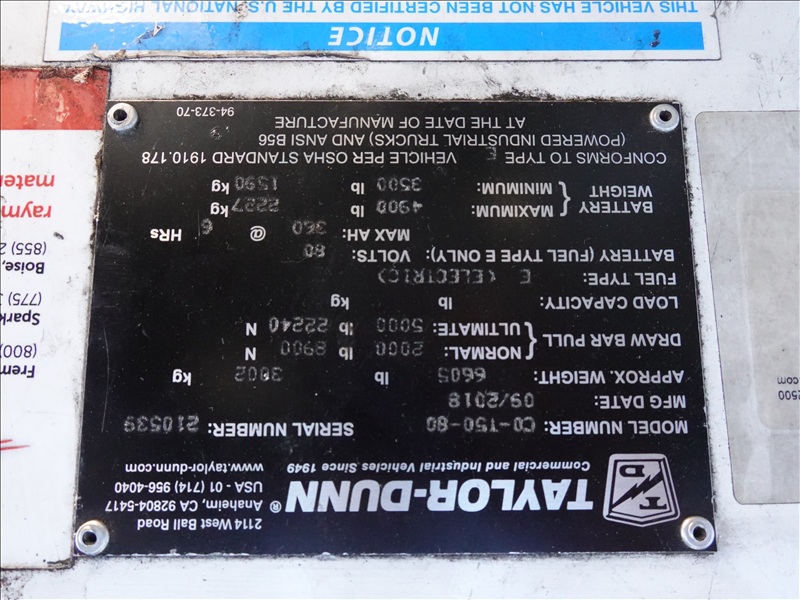 TAYLOR-DUNN®
Commercial and Industrial Vehicles Since 1949
2114 West Ball Road
Anaheim, CA 92804-5417
USA - 01 (714) 956-4040
www.taylor-dunn.com
MODEL NUMBER: CO-T50-80 SERIAL NUMBER: 210539
MFG DATE: 09/2018
APPROX. WEIGHT: 6605 lb 3002 kg
DRAW BAR PULL { NORMAL: 2000 lb 8900 N
ULTIMATE: 5000 lb 22240 N
LOAD CAPACITY: lb kg
FUEL TYPE: E (ELECTRIC)
BATTERY (FUEL TYPE E ONLY): VOLTS: 80
MAX AH: 360 @ 6 HRs
BATTERY WEIGHT } MAXIMUM: 4900 lb 2227 kg
MINIMUM: 3500 lb 1590 kg
CONFORMS TO TYPE E VEHICLE PER OSHA STANDARD 1910.178
(POWERED INDUSTRIAL TRUCKS) AND ANSI B56
AT THE DATE OF MANUFACTURE
94-373-70
NOTICE
THIS VEHICLE HAS NOT BEEN CERTIFIED BY THE U.S. NATIONAL HIGHWAY
Frem
(800)
Spark
(775)
Boise,
(855) 2
raym
mater
2500
.com